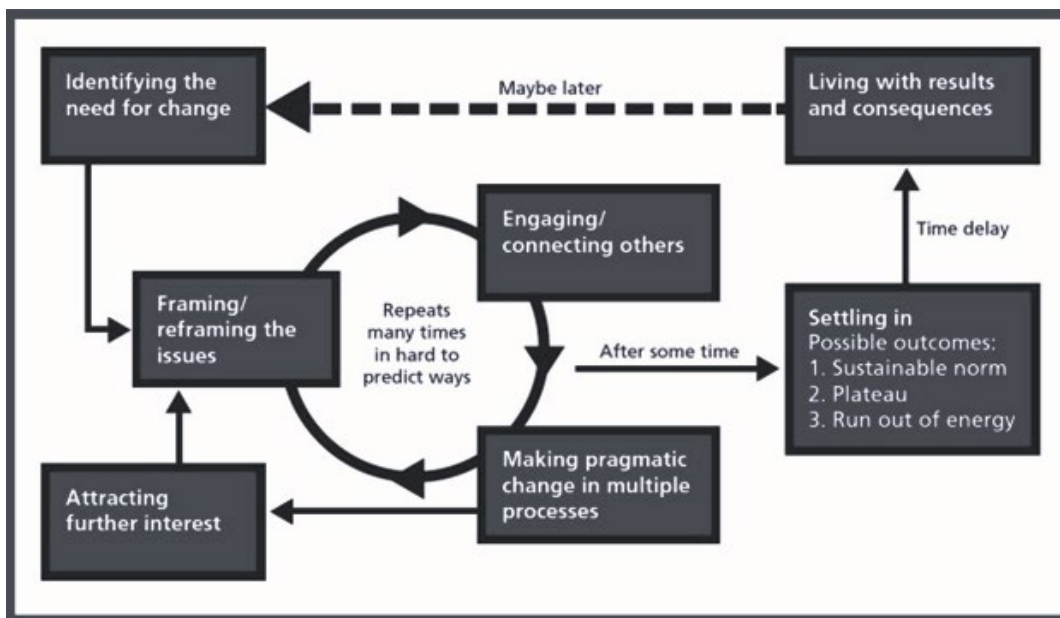 Identifying the
need for change
Maybe later
Living with results
and consequences
Engaging/
connecting others
Time delay
Framing/
reframing the
issues
Repeats
many times
in hard to
predict ways
After some time
Settling in
Possible outcomes:
1. Sustainable norm
2. Plateau
3. Run out of energy
Attracting
further interest
Making pragmatic
change in multiple
processes